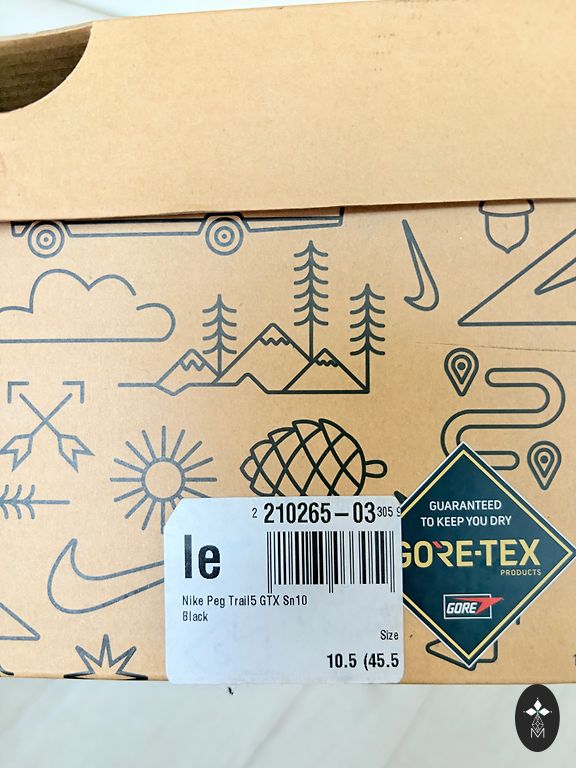 2 210265-03 305 9
le
Nike Peg Trail5 GTX Sn10
Black
Size
10.5 (45.5
GUARANTEED
TO KEEP YOU DRY
GORE-TEX
PRODUCTS
GORE
M